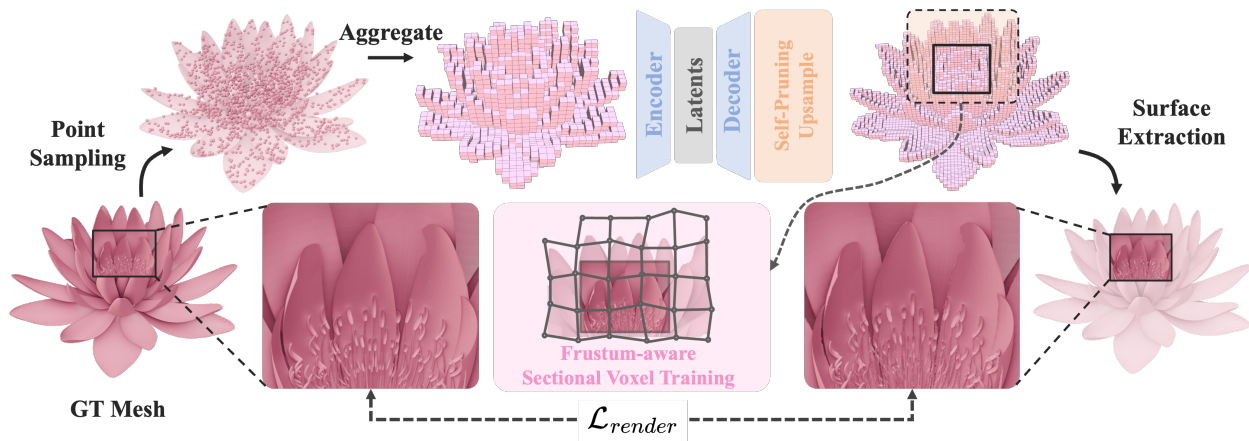 Aggregate
Point
Sampling
Encoder
Latents
Decoder
Self-Pruning
Upsample
Surface
Extraction
Frustum-aware
Sectional Voxel Training
GT Mesh
ℒrender